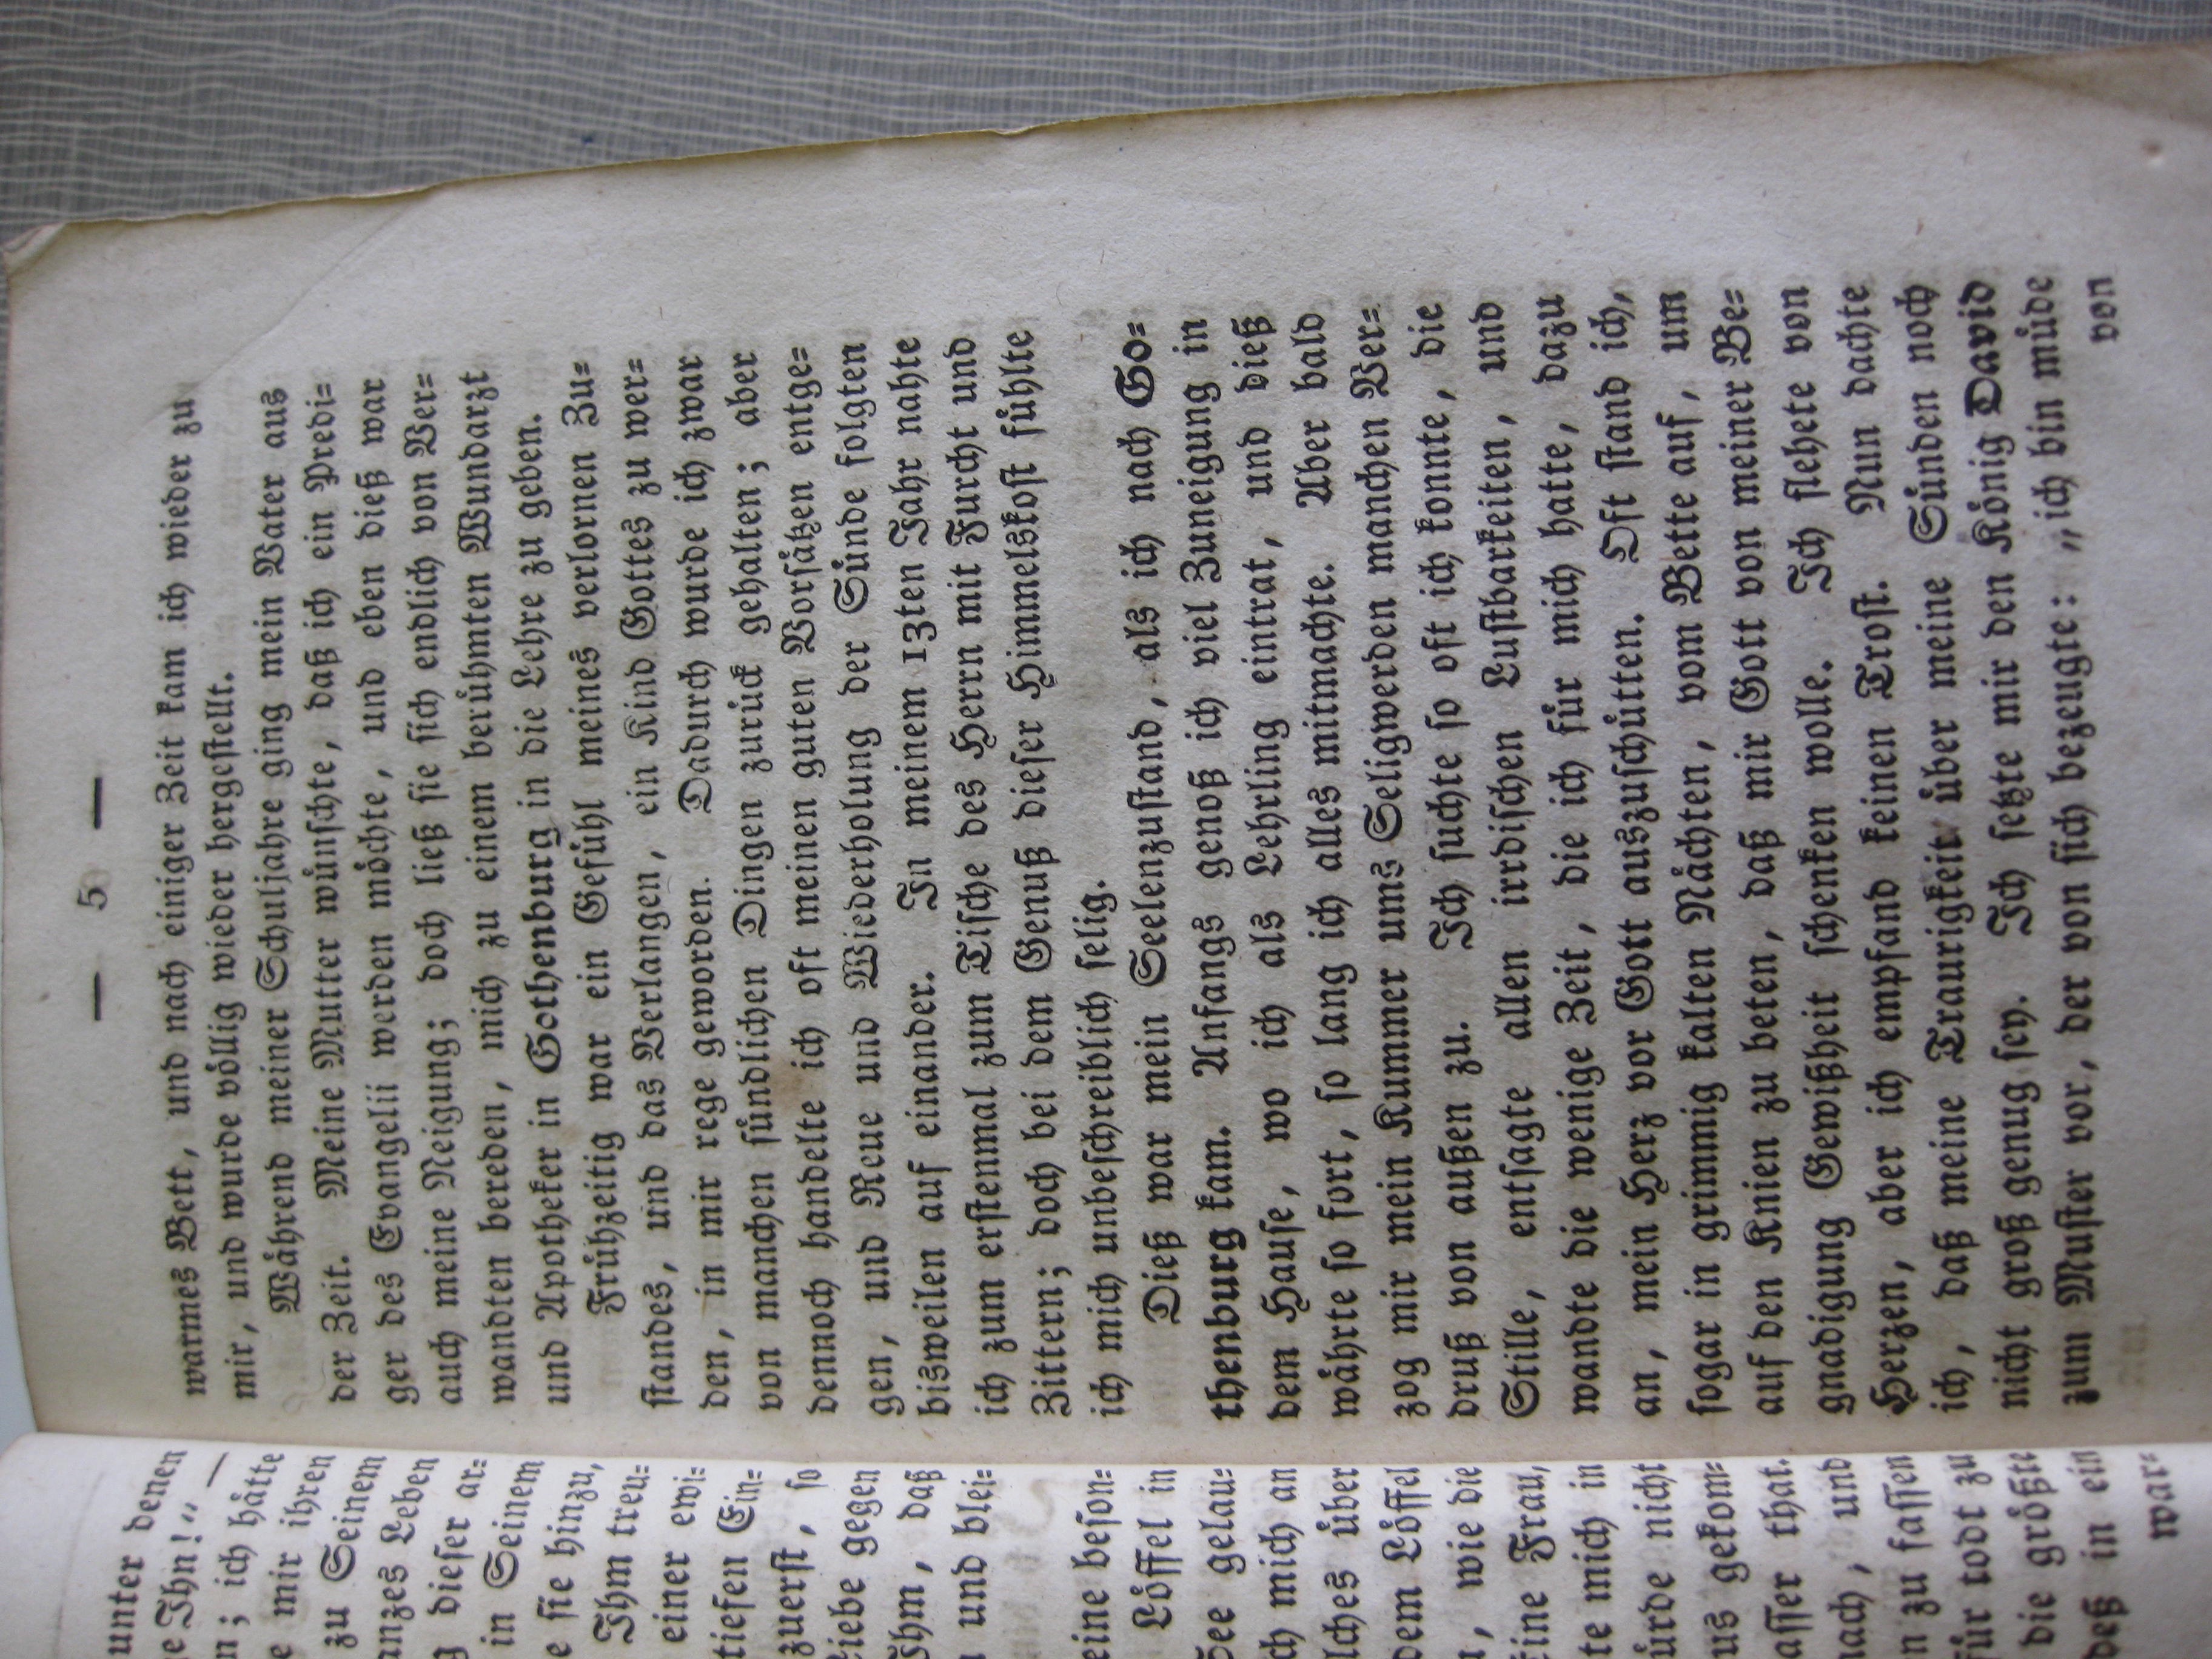 unter denen
e Ihn!“ —
n; ich hätte
e mir ihren
zu Seinem
anzes Leben
g dieser ar-
in Seinem
e sie hinzu,
Ihm treu-
einer ewi-
tiefen Ein-
zuerst, so
Liebe gegen
Ihm, daß
und blei-
eine beson-
Löffel in
See gelau-
ch mich an
lches über
dem Löffel
, wie die
eine Frau,
te mich in
ürde nicht
us gekom-
asser that.
nach, und
n zu fassen
für todt zu
die größte
deß in ein
war-
— 5 —
warmes Bett, und nach einiger Zeit kam ich wieder zu
mir, und wurde völlig wieder hergestellt.
Während meiner Schuljahre ging mein Vater aus
der Zeit. Meine Mutter wünschte, daß ich ein Predi-
ger des Evangelii werden möchte, und eben dieß war
auch meine Neigung; doch ließ sie sich endlich von Ver-
wandten bereden, mich zu einem berühmten Wundarzt
und Apotheker in Gothenburg in die Lehre zu geben.
Frühzeitig war ein Gefühl meines verlornen Zu-
standes, und das Verlangen, ein Kind Gottes zu wer-
den, in mir rege geworden. Dadurch wurde ich zwar
von manchen sündlichen Dingen zurück gehalten; aber
dennoch handelte ich oft meinen guten Vorsätzen entge-
gen, und Reue und Wiederholung der Sünde folgten
bisweilen auf einander. In meinem 13ten Jahr nahte
ich zum erstenmal zum Tische des Herrn mit Furcht und
Zittern; doch bei dem Genuß dieser Himmelskost fühlte
ich mich unbeschreiblich selig.
Dieß war mein Seelenzustand, als ich nach Go-
thenburg kam. Anfangs genoß ich viel Zuneigung in
dem Hause, wo ich als Lehrling eintrat, und dieß
währte so fort, so lang ich alles mitmachte. Aber bald
zog mir mein Kummer ums Seligwerden manchen Ver-
druß von außen zu. Ich suchte so oft ich konnte, die
Stille, entsagte allen irrdischen Lustbarkeiten, und
wandte die wenige Zeit, die ich für mich hatte, dazu
an, mein Herz vor Gott auszuschütten. Oft stand ich,
sogar in grimmig kalten Nächten, vom Bette auf, um
auf den Knien zu beten, daß mir Gott von meiner Be-
gnadigung Gewißheit schenken wolle. Ich flehete von
Herzen, aber ich empfand keinen Trost. Nun dachte
ich, daß meine Traurigkeit über meine Sünden noch
nicht groß genug sey. Ich setzte mir den König David
zum Muster vor, der von sich bezeugte: „ich bin müde
von